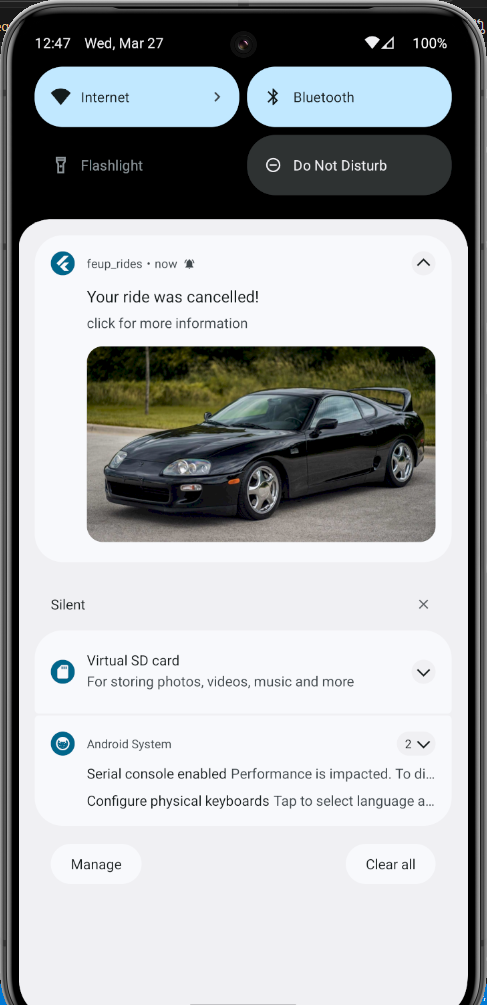 12:47 Wed, Mar 27 100%
Internet Bluetooth
Flashlight Do Not Disturb
feup_rides • now
Your ride was cancelled!
click for more information
Silent
Virtual SD card
For storing photos, videos, music and more
Android System 2
Serial console enabled Performance is impacted. To di...
Configure physical keyboards Tap to select language a...
Manage Clear all